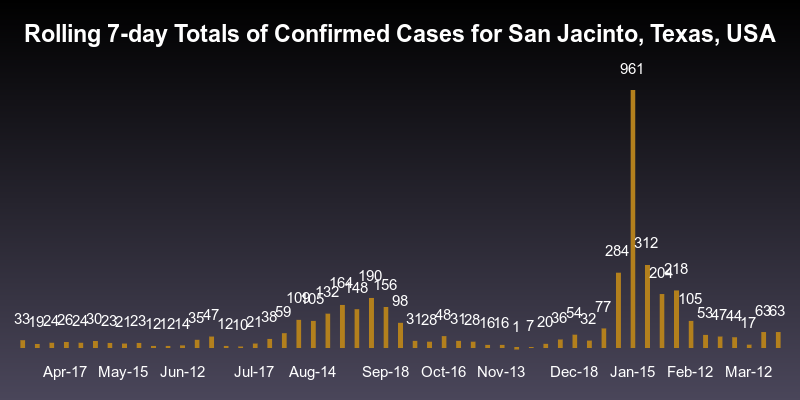 Rolling 7-day Totals of Confirmed Cases for San Jacinto, Texas, USA
33 19 24 26 24 30 23 21 23 12 12 14 35 47 12 10 21 38 59 109 105 132 164 148 190 156 98 31 28 48 31 28 16 16 1 7 20 36 54 32 77 284 961 312 204 218 105 53 47 44 17 63 63
Apr-17 May-15 Jun-12 Jul-17 Aug-14 Sep-18 Oct-16 Nov-13 Dec-18 Jan-15 Feb-12 Mar-12